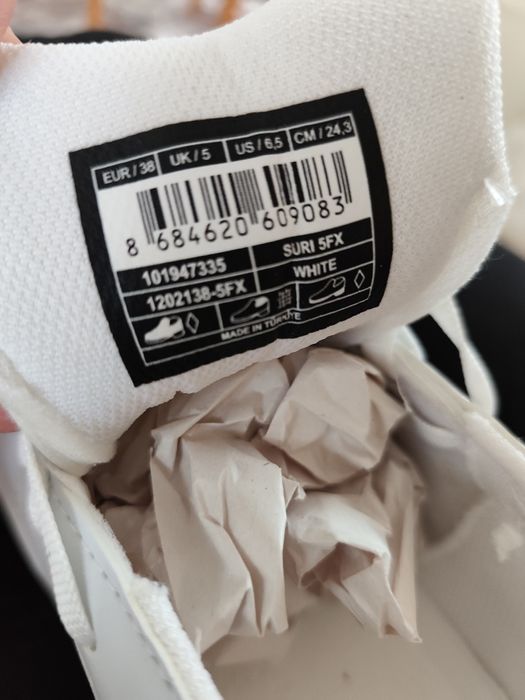 EUR / 38 UK / 5 US / 6,5 CM / 24,3
8 684620 609083
101947335 SURI 5FX
1202138-5FX WHITE
MADE IN TÜRKİYE